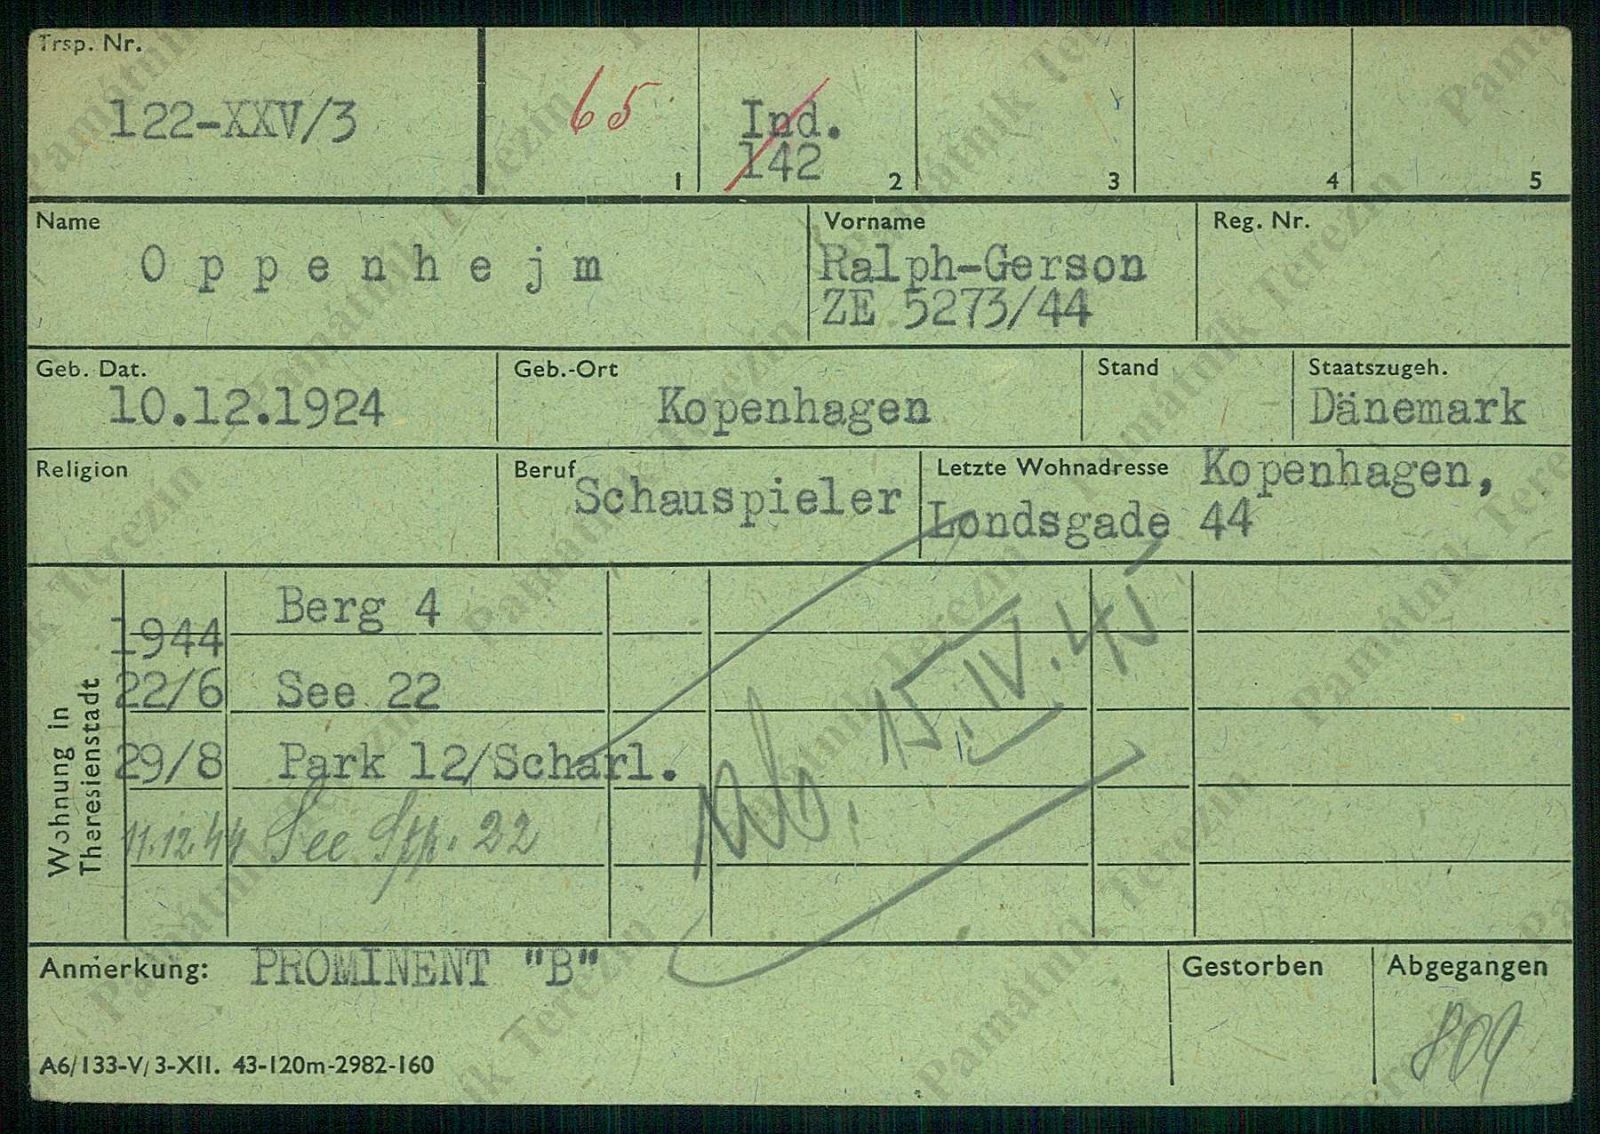 Trsp. Nr.
122-XXV/3
65
1
Ind.
142
2
3
4
5
Name
Oppenhejm
Vorname
Ralph-Gerson
ZE 5273/44
Reg. Nr.
Geb. Dat.
10.12.1924
Geb.-Ort
Kopenhagen
Stand
Staatszugeh.
Dänemark
Religion
Beruf
Schauspieler
Letzte Wohnadresse Kopenhagen,
Londsgade 44
Wohnung in
Theresienstadt
Berg 4
1944
22/6 See 22
29/8 Park 12/Scharl.
11.12.44 See Str. 22
15.IV.45
Anmerkung: PROMINENT "B"
Gestorben
Abgegangen
809
A6/133-V/3-XII. 43-120m-2982-160
Památník Terezín